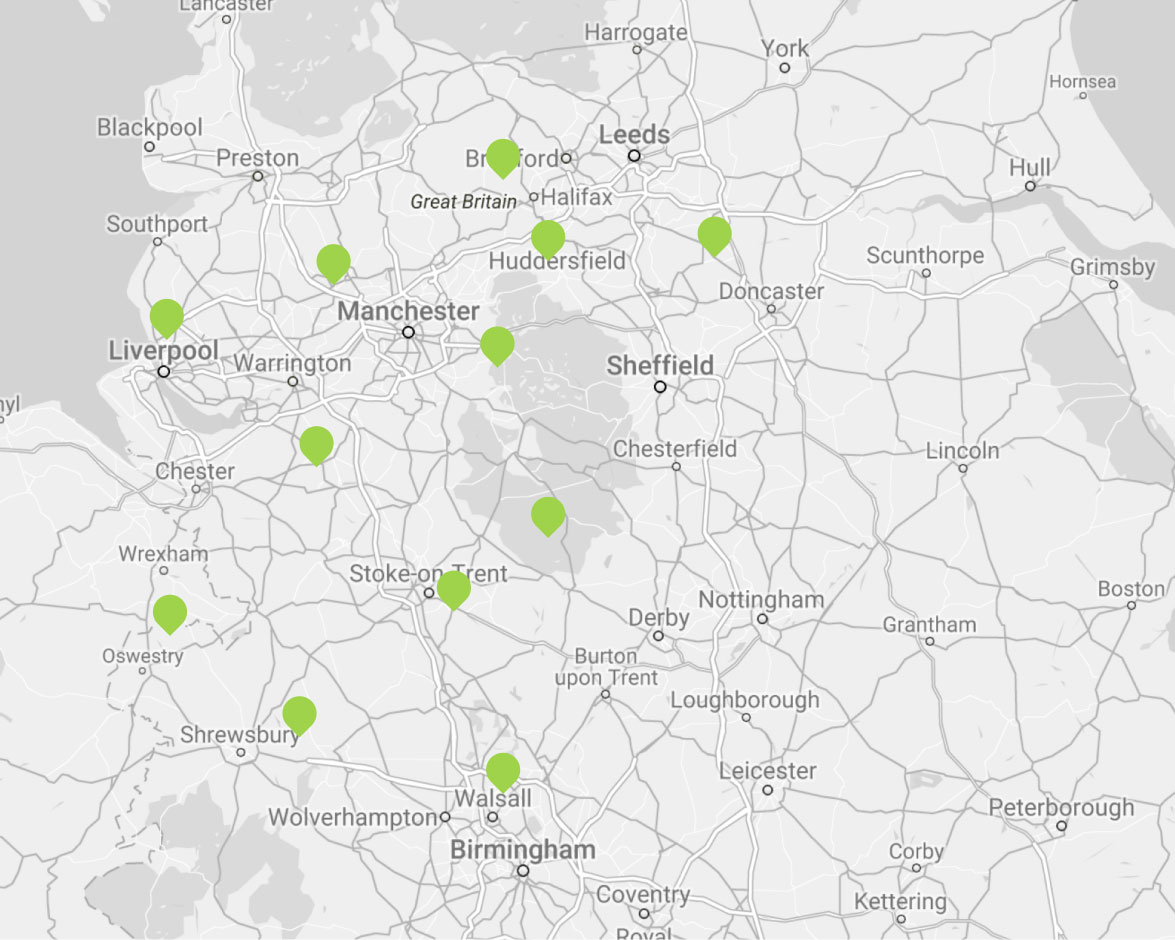 Lancaster
Harrogate
York
Hornsea
Blackpool
Leeds
Preston
Hull
Great Britain
Halifax
Southport
Huddersfield
Scunthorpe
Grimsby
Doncaster
Manchester
Liverpool
Warrington
Sheffield
Chesterfield
Lincoln
Chester
Wrexham
Stoke-on-Trent
Boston
Nottingham
Derby
Grantham
Oswestry
Burton
upon Trent
Loughborough
Shrewsbury
Leicester
Walsall
Wolverhampton
Peterborough
Birmingham
Corby
Coventry
Kettering
Royal